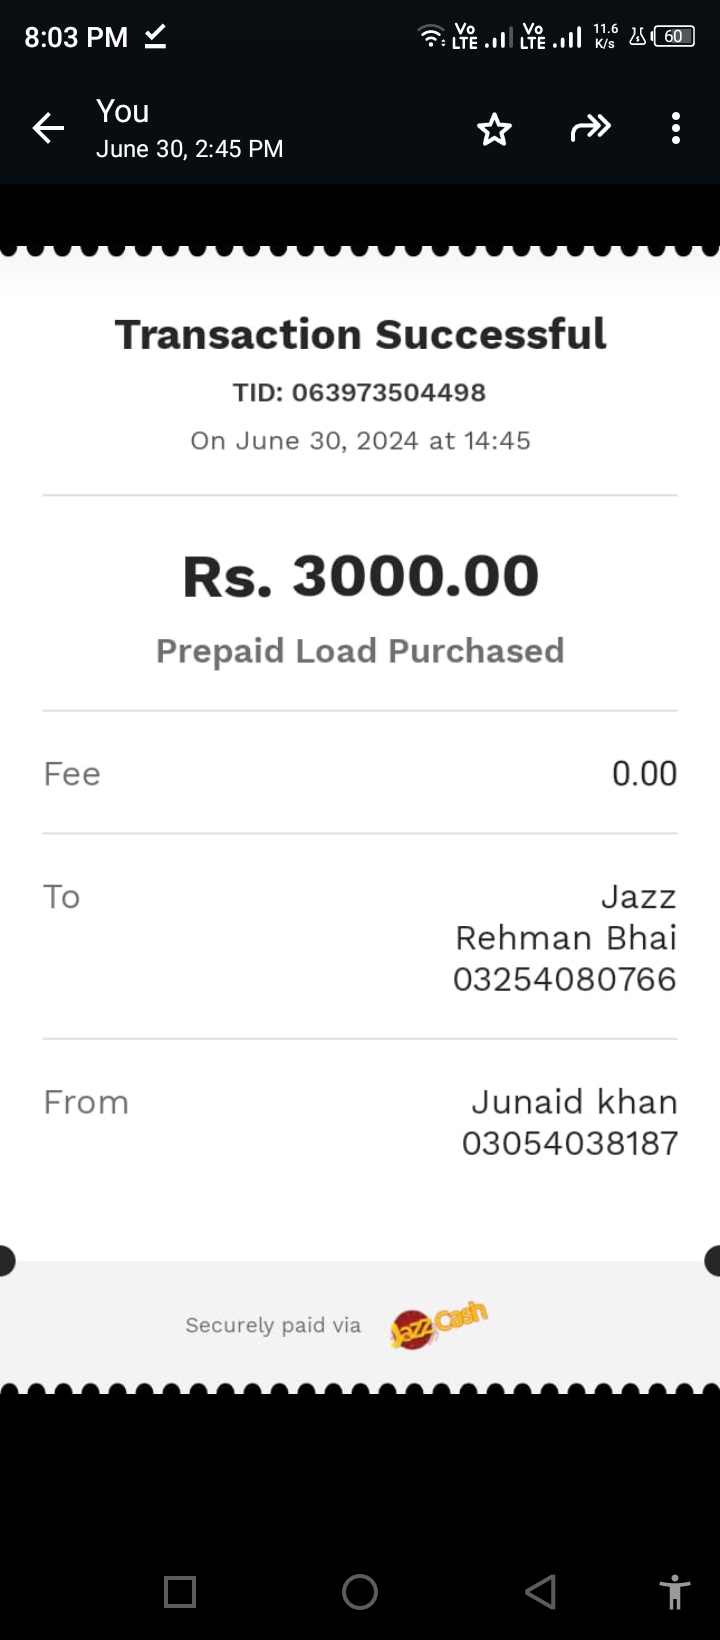 8:03 PM
Vo LTE Vo LTE 11.6 K/s 60
You
June 30, 2:45 PM
Transaction Successful
TID: 063973504498
On June 30, 2024 at 14:45
Rs. 3000.00
Prepaid Load Purchased
Fee 0.00
To Jazz
Rehman Bhai
03254080766
From Junaid khan
03054038187
Securely paid via JazzCash